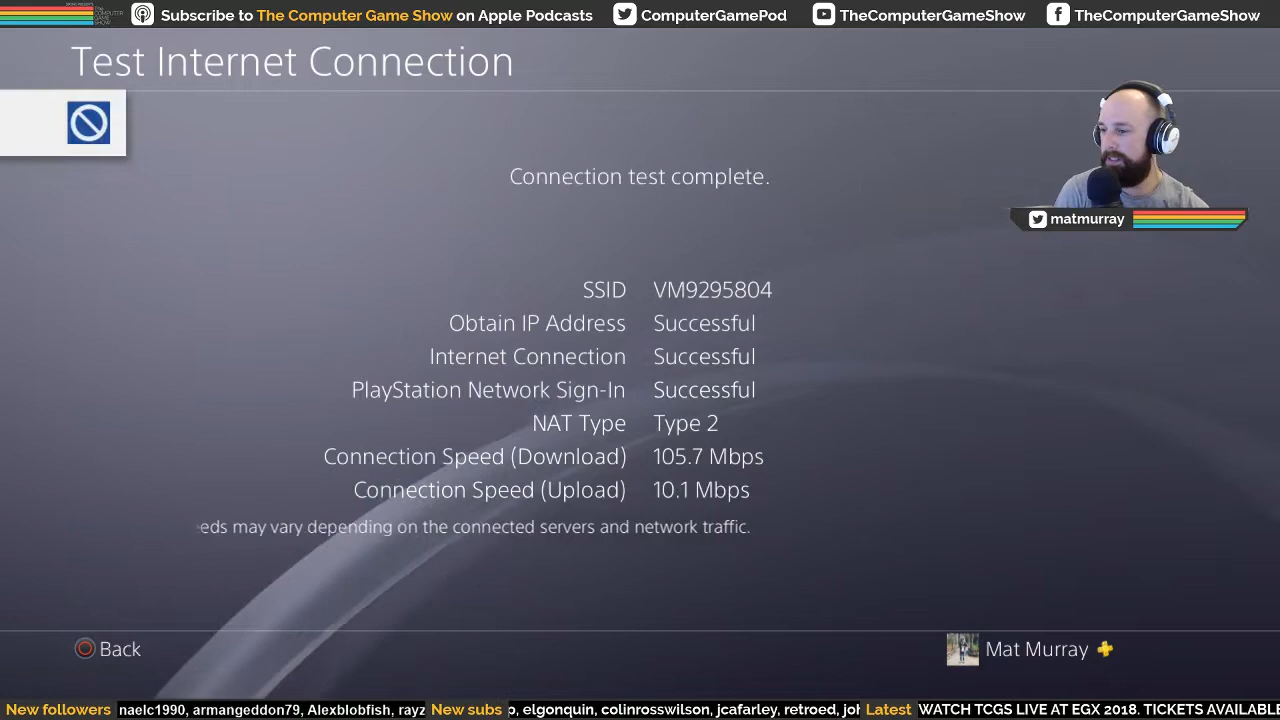 Subscribe to The Computer Game Show on Apple Podcasts
ComputerGamePod
TheComputerGameShow
TheComputerGameShow
Test Internet Connection
Connection test complete.
matmurray
SSID VM9295804
Obtain IP Address Successful
Internet Connection Successful
PlayStation Network Sign-In Successful
NAT Type Type 2
Connection Speed (Download) 105.7 Mbps
Connection Speed (Upload) 10.1 Mbps
eds may vary depending on the connected servers and network traffic.
Back
Mat Murray
New followers naelc1990, armangeddon79, Alexblobfish, rayz New subs o, elgonquin, colinrosswilson, jcafarley, retroed, joh Latest WATCH TCGS LIVE AT EGX 2018. TICKETS AVAILABLE